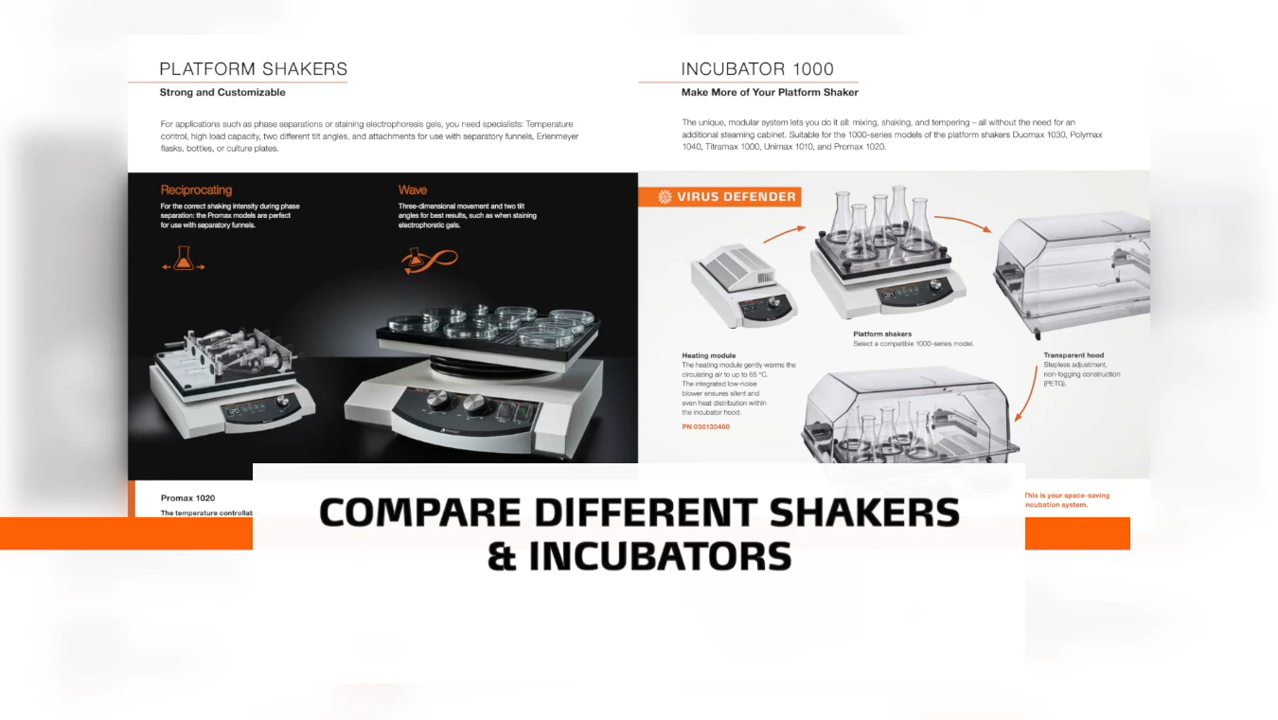 PLATFORM SHAKERS
Strong and Customizable
For applications such as phase separations or staining electrophoresis gels, you need specialists: Temperature
control, high load capacity, two different tilt angles, and attachments for use with separatory funnels, Erlenmeyer
flasks, bottles, or culture plates.
Reciprocating
For the correct shaking intensity during phase
separation: the Promax models are perfect
for use with separatory funnels.
Wave
Three-dimensional movement and two tilt
angles for best results, such as when staining
electrophoretic gels.
Promax 1020
The temperature controllab
INCUBATOR 1000
Make More of Your Platform Shaker
The unique, modular system lets you do it all: mixing, shaking, and tempering – all without the need for an
additional steaming cabinet. Suitable for the 1000-series models of the platform shakers Duomax 1030, Polymax
1040, Titramax 1000, Unimax 1010, and Promax 1020.
VIRUS DEFENDER
Platform shakers
Select a compatible 1000-series model.
Heating module
The heating module gently warms the
circulating air to up to 65 °C.
The integrated low-noise
blower ensures silent and
even heat distribution within
the incubator hood.
PN 036130460
Transparent hood
Stepless adjustment,
non-fogging construction
(PETG).
This is your space-saving
incubation system.
COMPARE DIFFERENT SHAKERS
& INCUBATORS